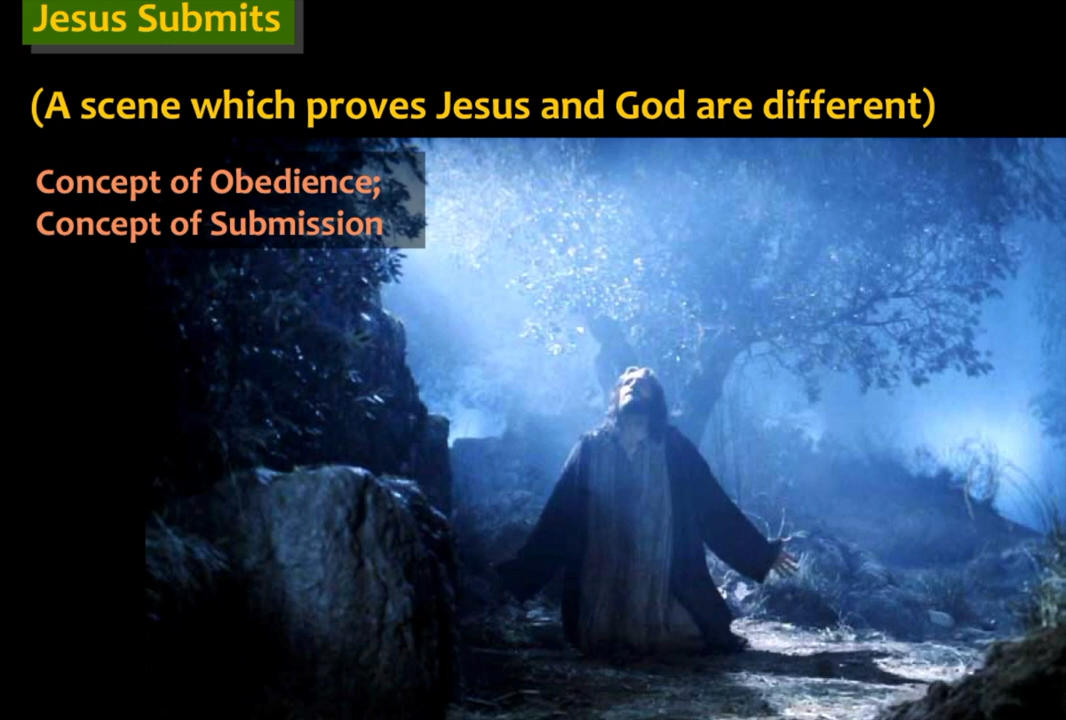 Jesus Submits
(A scene which proves Jesus and God are different)
Concept of Obedience;
Concept of Submission